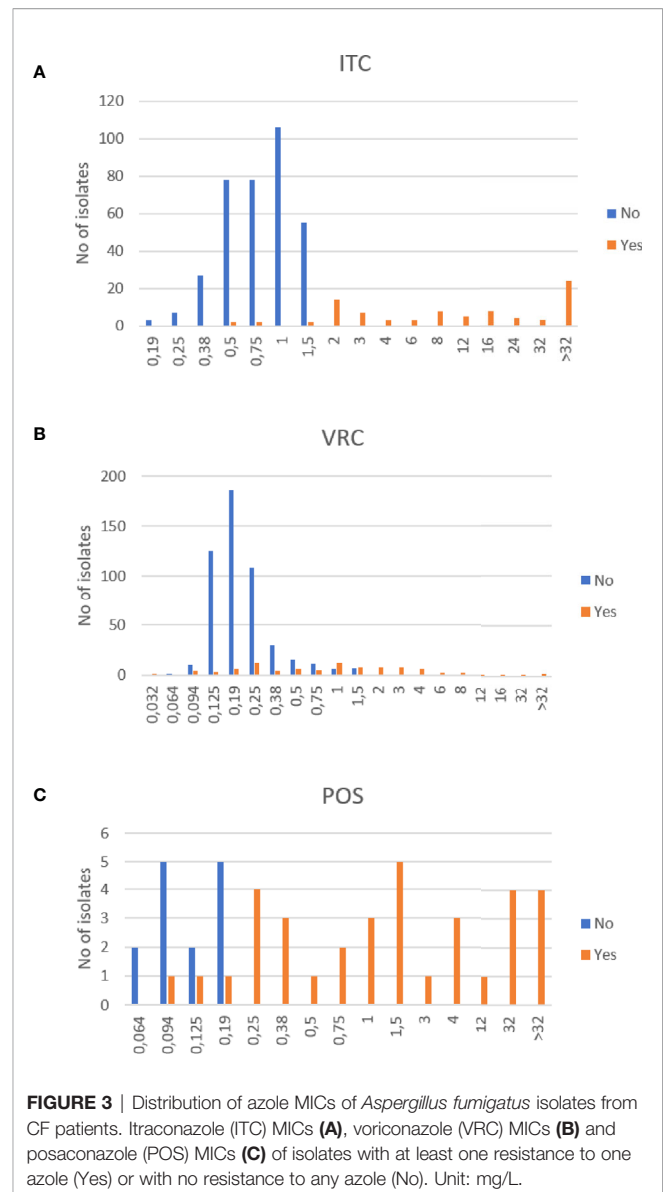 A
ITC
No of isolates
120
100
80
60
40
20
0
0,19 0,25 0,38 0,5 0,75 1 1,5 2 3 4 6 8 12 16 24 32 >32
No
Yes
B
VRC
No of isolates
200
150
100
50
0
0,032 0,064 0,094 0,125 0,19 0,25 0,38 0,5 0,75 1 1,5 2 3 4 6 8 12 16 32 >32
No
Yes
C
POS
No of isolates
6
5
4
3
2
1
0
0,064 0,094 0,125 0,19 0,25 0,38 0,5 0,75 1 1,5 3 4 12 32 >32
No
Yes
FIGURE 3 | Distribution of azole MICs of Aspergillus fumigatus isolates from
CF patients. Itraconazole (ITC) MICs (A), voriconazole (VRC) MICs (B) and
posaconazole (POS) MICs (C) of isolates with at least one resistance to one
azole (Yes) or with no resistance to any azole (No). Unit: mg/L.